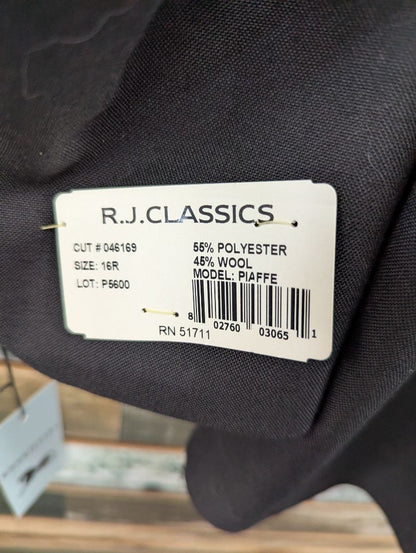 R.J.CLASSICS
CUT # 046169
SIZE: 16R
LOT: P5600
55% POLYESTER
45% WOOL
MODEL: PIAFFE
8 02760 03065 1
RN 51711